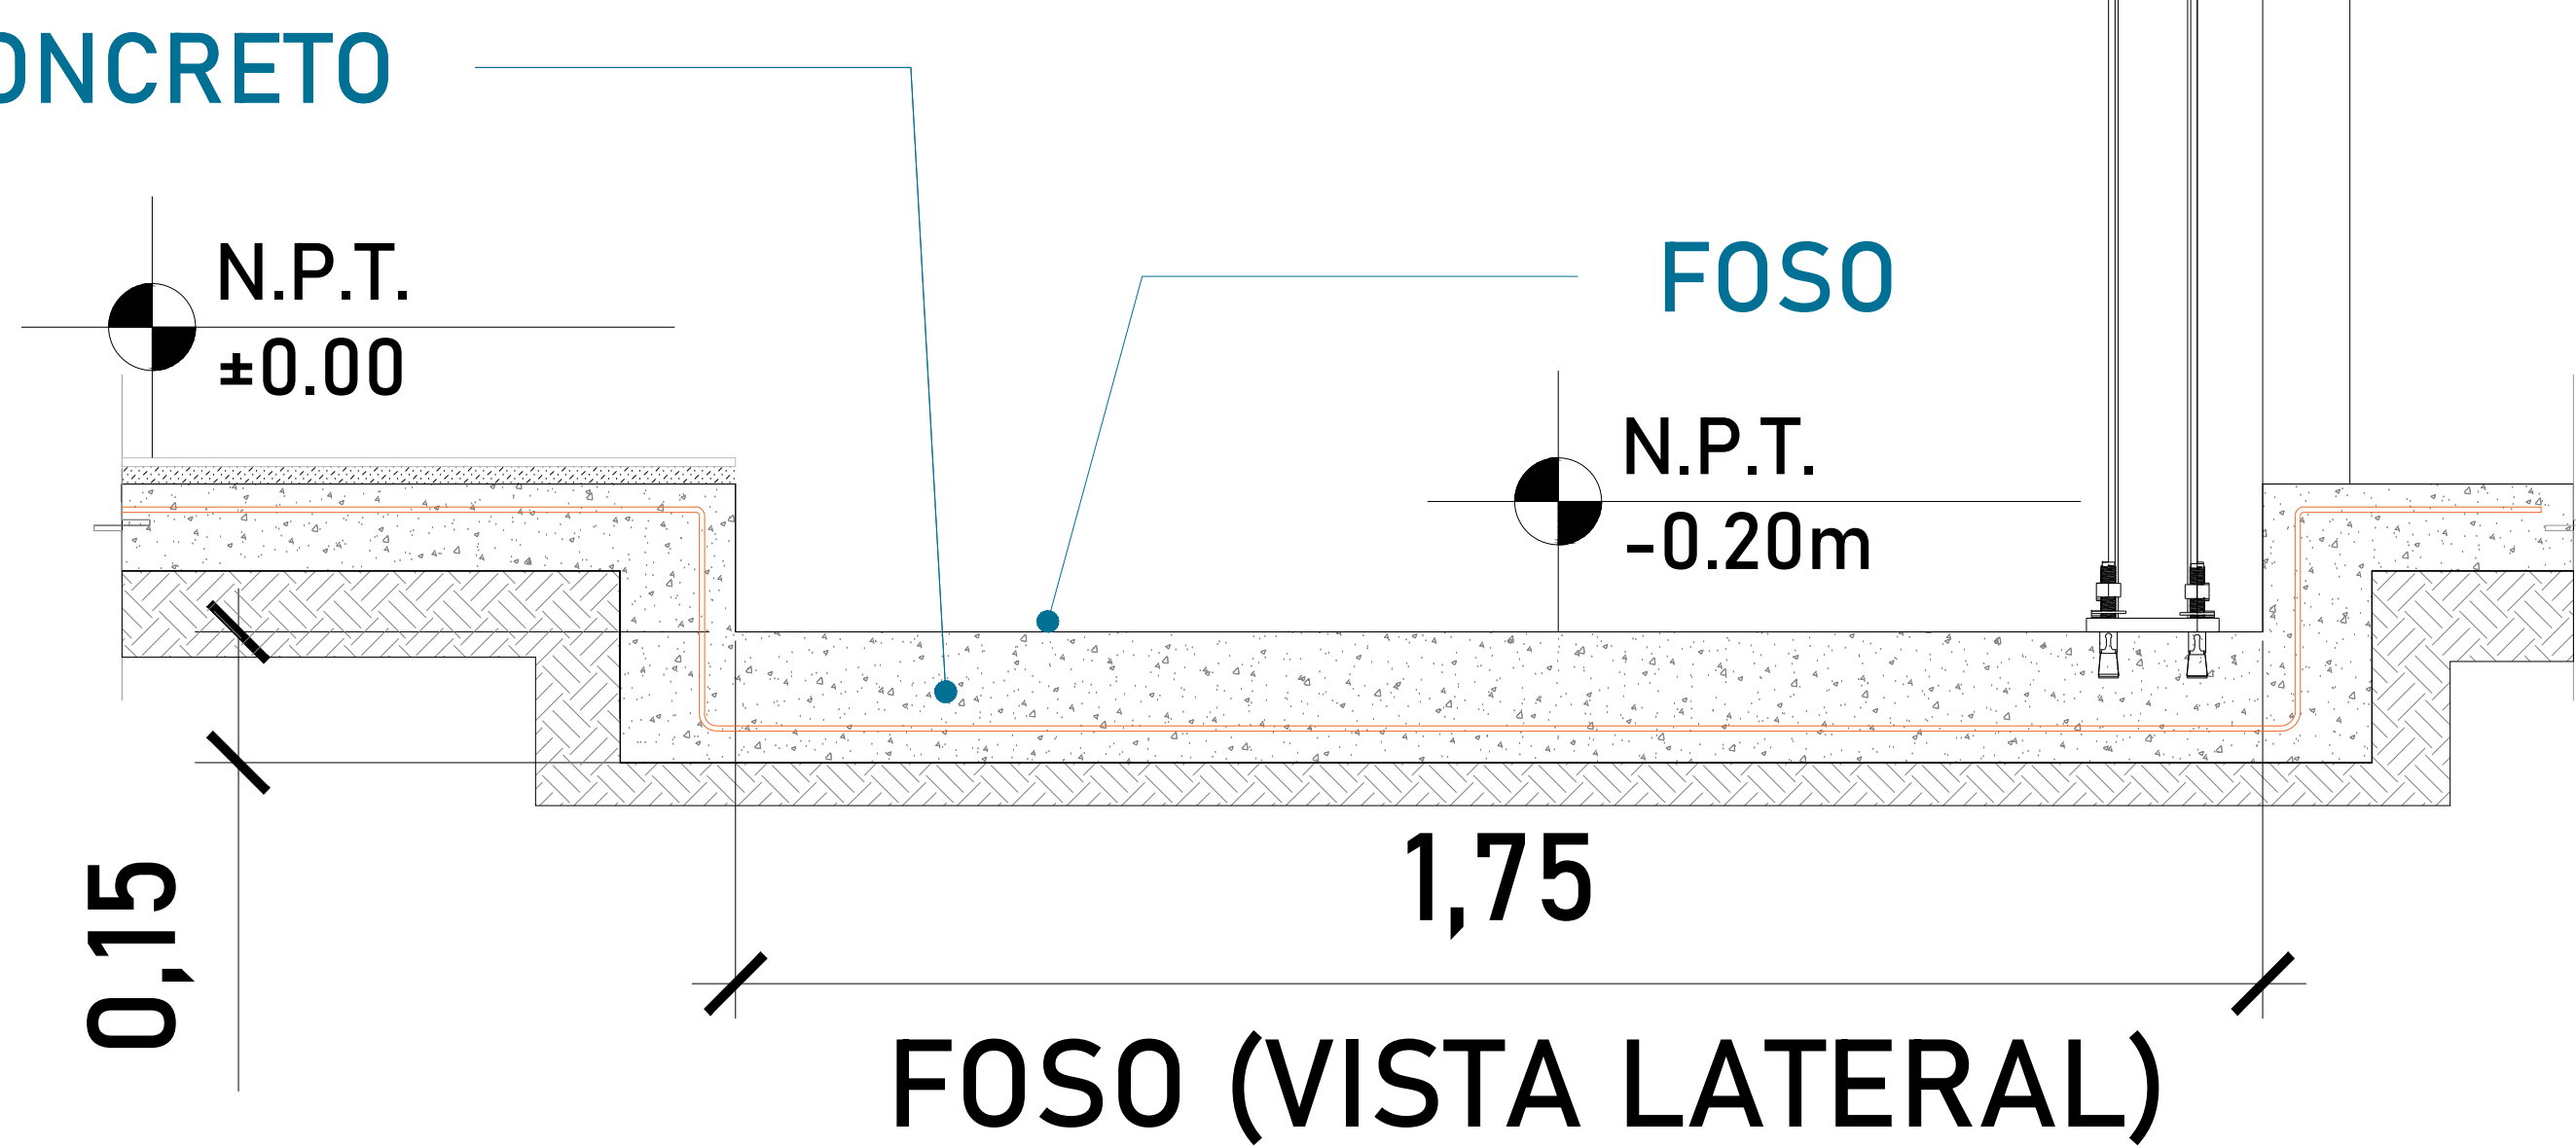 ONCRETO
N.P.T.
±0.00
FOSO
N.P.T.
-0.20m
0,15
1,75
FOSO (VISTA LATERAL)